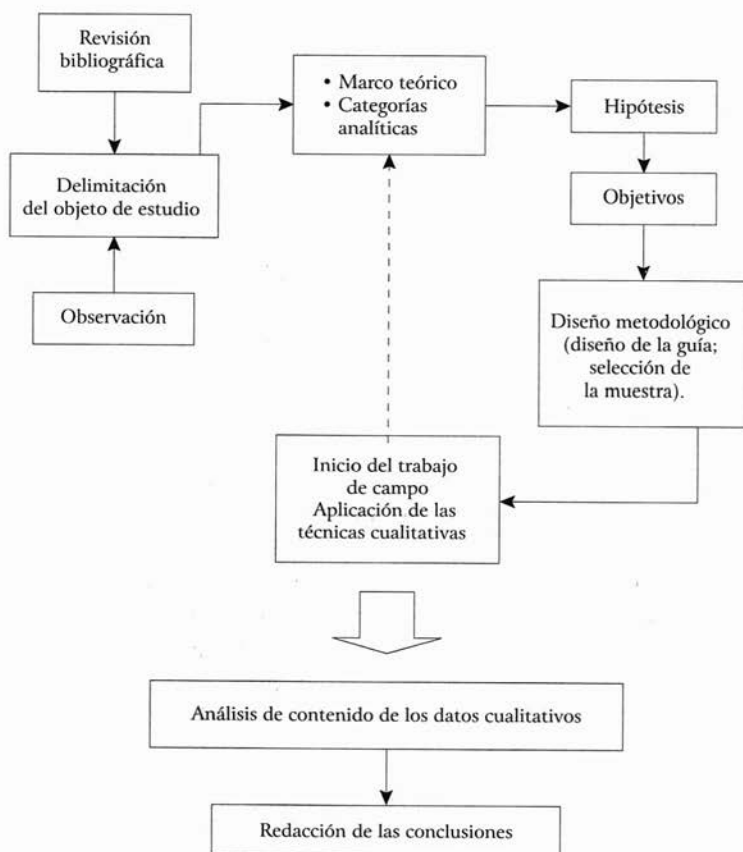 Revisión
bibliográfica
Delimitación
del objeto de estudio
Observación
• Marco teórico
• Categorías
analíticas
Hipótesis
Objetivos
Diseño metodológico
(diseño de la guía;
selección de
la muestra).
Inicio del trabajo
de campo
Aplicación de las
técnicas cualitativas
Análisis de contenido de los datos cualitativos
Redacción de las conclusiones